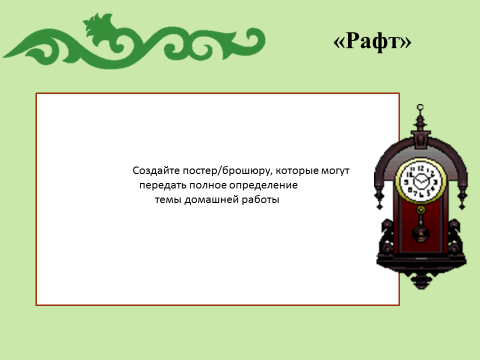 «Рафт»
Создайте постер/брошюру, которые могут
передать полное определение
темы домашней работы